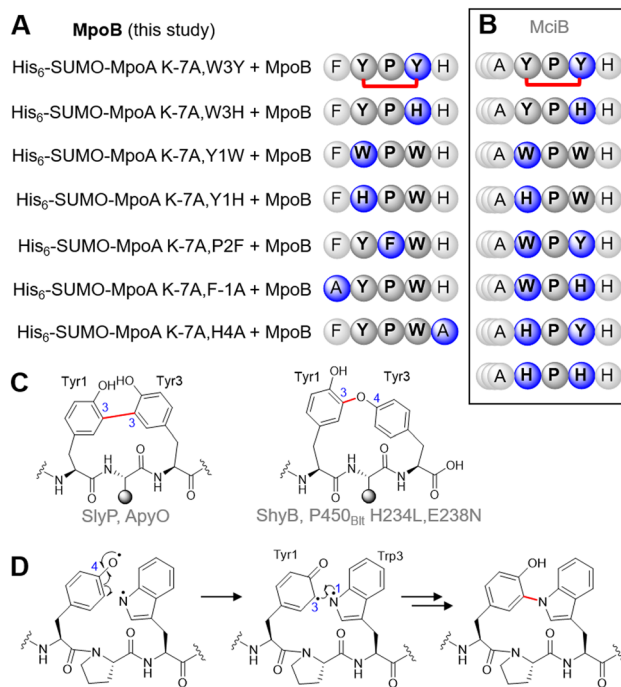 A MpoB (this study)
His6-SUMO-MpoA K-7A,W3Y + MpoB F Y P Y H
His6-SUMO-MpoA K-7A,W3H + MpoB F Y P H H
His6-SUMO-MpoA K-7A,Y1W + MpoB F W P W H
His6-SUMO-MpoA K-7A,Y1H + MpoB F H P W H
His6-SUMO-MpoA K-7A,P2F + MpoB F Y F W H
His6-SUMO-MpoA K-7A,F-1A + MpoB A Y P W H
His6-SUMO-MpoA K-7A,H4A + MpoB F Y P W A
B
MciB
A Y P Y H
A Y P H H
A W P W H
A H P W H
A W P Y H
A W P H H
A H P Y H
A H P H H
C
Tyr1 OH HO Tyr3
3
3
N
H
O
H
N
O
N
H
O
SlyP, ApyO
Tyr1 OH Tyr3
3 O 4
N
H
O
H
N
O
N
H
O
OH
ShyB, P450Blt H234L,E238N
D
4 O
N
N
H
O
N
O
N
H
O
Tyr1 O Trp3
3 1
N
N
H
O
N
O
N
H
O
OH
N
N
H
O
N
O
N
H
O